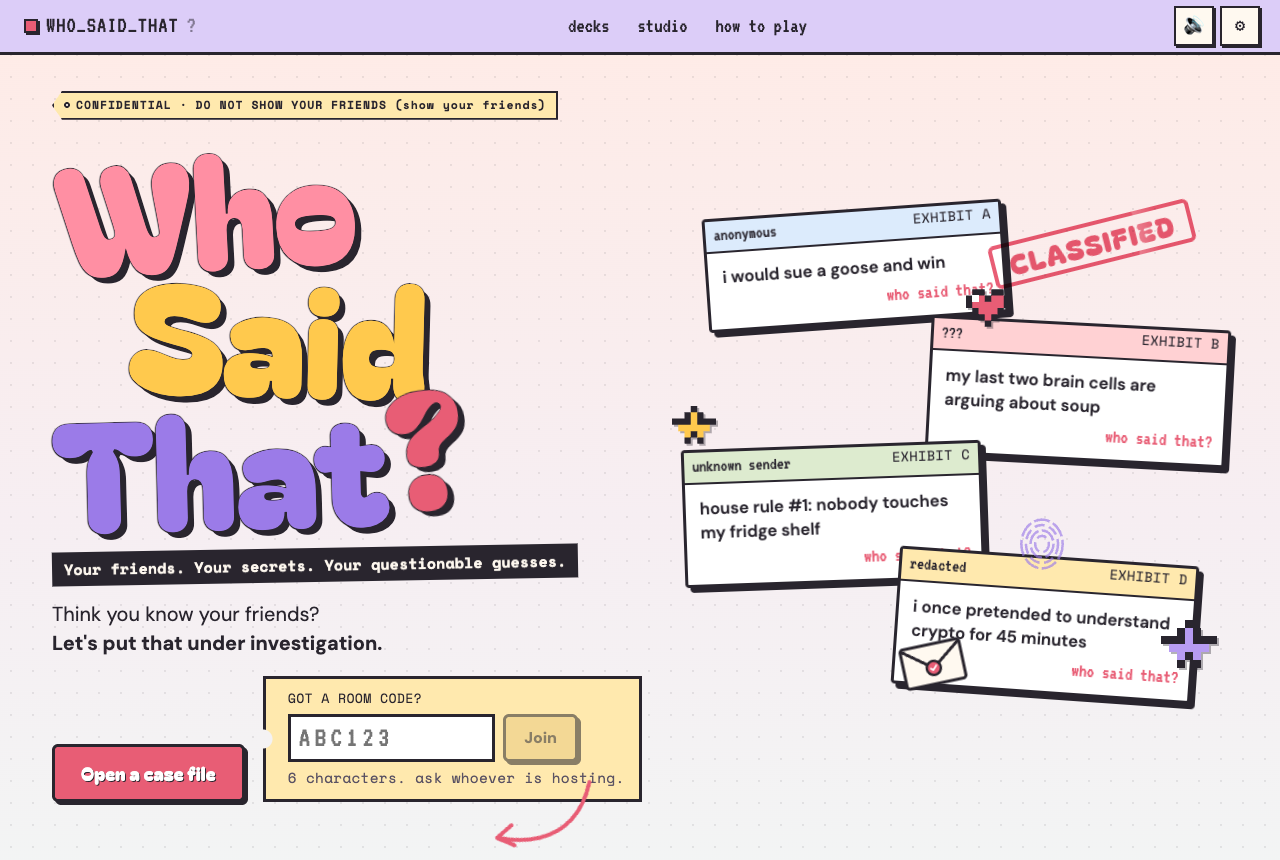 WHO_SAID_THAT ?
decks
studio
how to play
CONFIDENTIAL · DO NOT SHOW YOUR FRIENDS (show your friends)
Who
Said
That?
Your friends. Your secrets. Your questionable guesses.
Think you know your friends?
Let's put that under investigation.
Open a case file
GOT A ROOM CODE?
ABC123
Join
6 characters. ask whoever is hosting.
anonymous
EXHIBIT A
i would sue a goose and win
who said that?
CLASSIFIED
???
EXHIBIT B
my last two brain cells are
arguing about soup
who said that?
unknown sender
EXHIBIT C
house rule #1: nobody touches
my fridge shelf
who
redacted
EXHIBIT D
i once pretended to understand
crypto for 45 minutes
who said that?